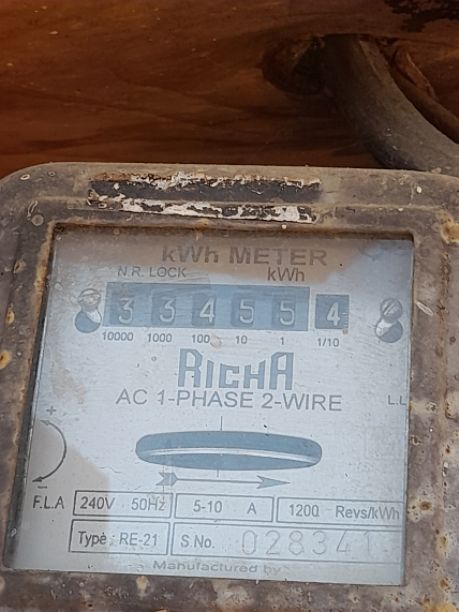 kWh METER
N.R. LOCK kWh
3 3 4 5 5 4
10000 1000 100 10 1 1/10
RICHA
AC 1-PHASE 2-WIRE
L.L
+
-
F.L.A 240V 50Hz 5-10 A 1200 Revs/kWh
Type : RE-21 S.No. 028341
Manufactured by